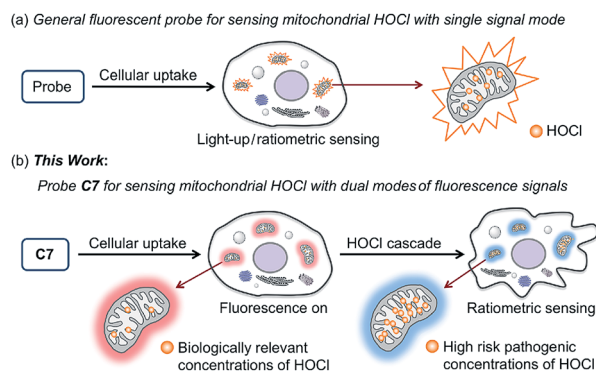 (a) General fluorescent probe for sensing mitochondrial HOCl with single signal mode
Probe
Cellular uptake
Light-up/ratiometric sensing
HOCl
(b) This Work:
Probe C7 for sensing mitochondrial HOCl with dual modes of fluorescence signals
C7
Cellular uptake
HOCl cascade
Fluorescence on
Ratiometric sensing
Biologically relevant
concentrations of HOCl
High risk pathogenic
concentrations of HOCl